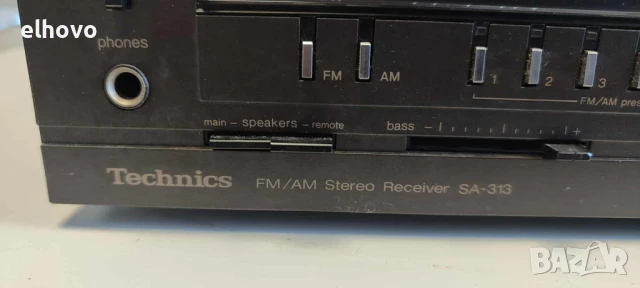 elhovo
phones
FM AM
1 2 3
FM/AM pres
main - speakers - remote
bass - +
Technics FM/AM Stereo Receiver SA-313
BAZAR